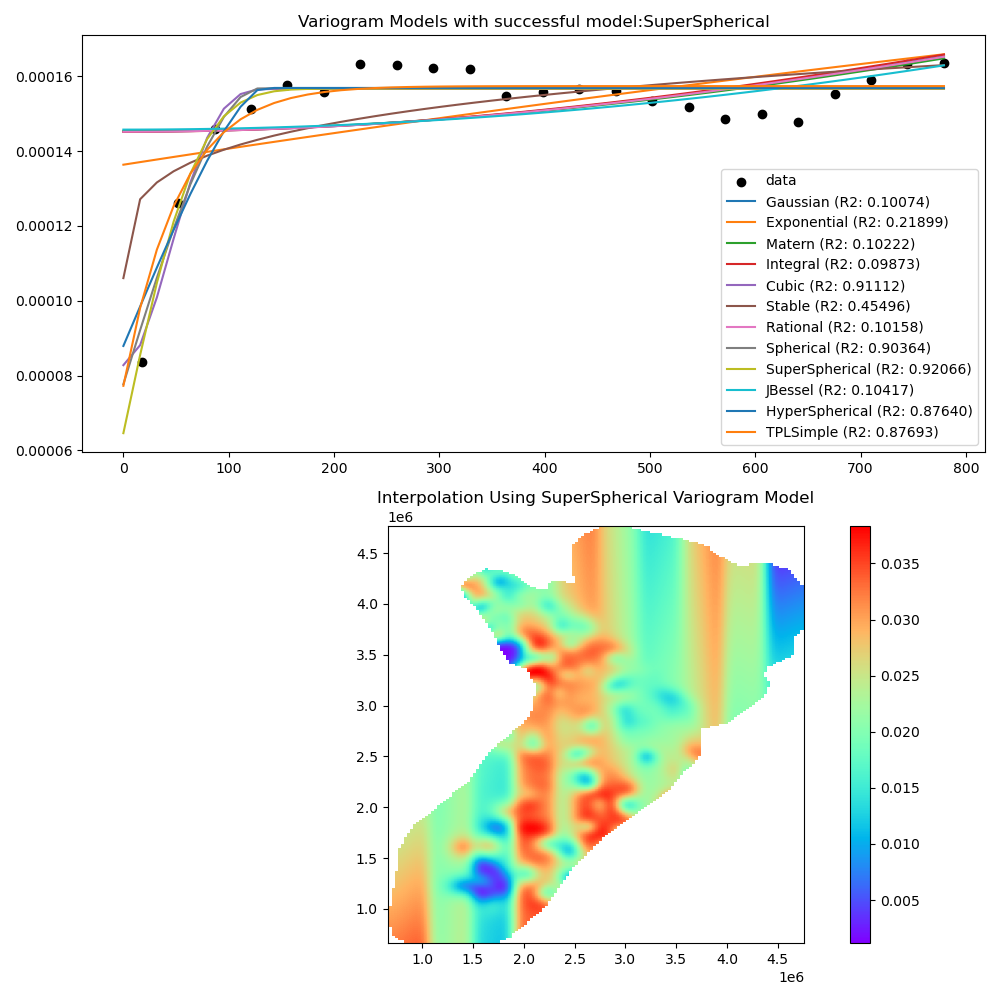 Variogram Models with successful model:SuperSpherical
0.00016
0.00014
0.00012
0.00010
0.00008
0.00006
0 100 200 300 400 500 600 700 800
data
Gaussian (R2: 0.10074)
Exponential (R2: 0.21899)
Matern (R2: 0.10222)
Integral (R2: 0.09873)
Cubic (R2: 0.91112)
Stable (R2: 0.45496)
Rational (R2: 0.10158)
Spherical (R2: 0.90364)
SuperSpherical (R2: 0.92066)
JBessel (R2: 0.10417)
HyperSpherical (R2: 0.87640)
TPLSimple (R2: 0.87693)
Interpolation Using SuperSpherical Variogram Model
1e6
4.5
4.0
3.5
3.0
2.5
2.0
1.5
1.0
1.0 1.5 2.0 2.5 3.0 3.5 4.0 4.5
1e6
0.035
0.030
0.025
0.020
0.015
0.010
0.005